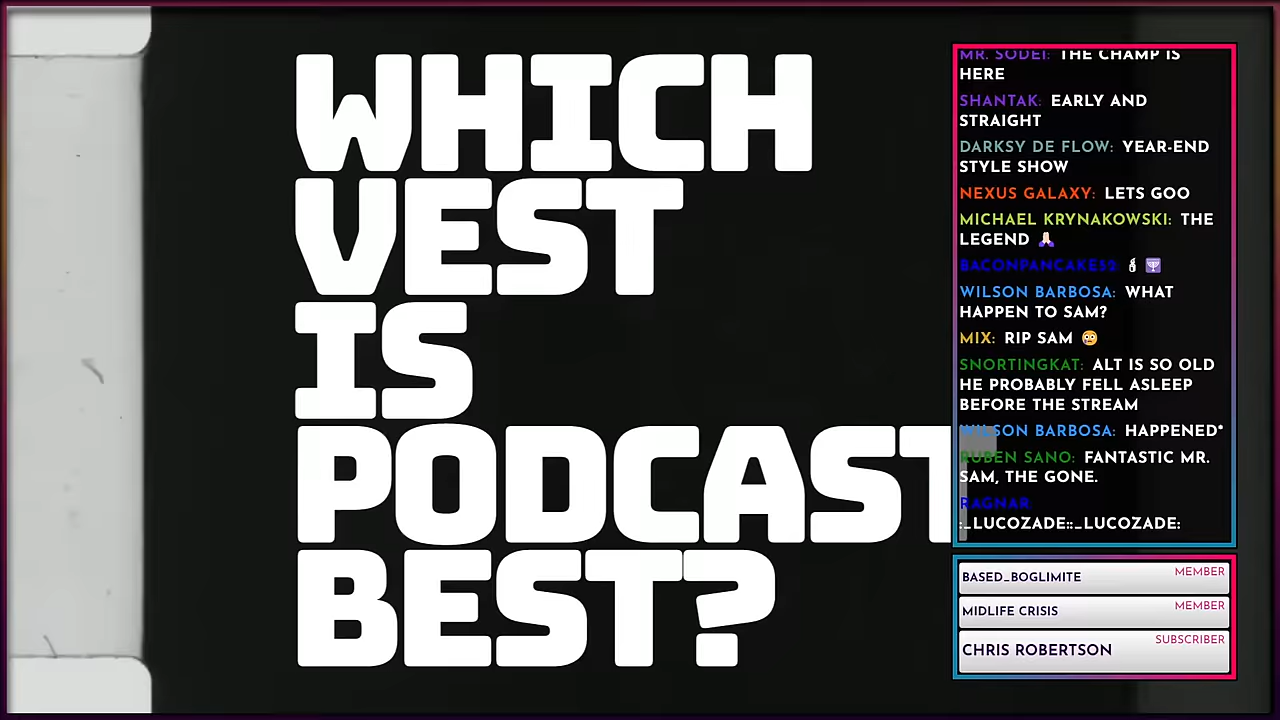 WHICH
VEST
IS
PODCAST
BEST?
MR. SODEI: THE CHAMP IS
HERE
SHANTAK: EARLY AND
STRAIGHT
DARKSY DE FLOW: YEAR-END
STYLE SHOW
NEXUS GALAXY: LETS GOO
MICHAEL KRYNAKOWSKI: THE
LEGEND 🙏🏻
BACONPANCAKE52: 🕯 🕎
WILSON BARBOSA: WHAT
HAPPEN TO SAM?
MIX: RIP SAM 😳
SNORTINGKAT: ALT IS SO OLD
HE PROBABLY FELL ASLEEP
BEFORE THE STREAM
WILSON BARBOSA: HAPPENED*
RUBEN SANO: FANTASTIC MR.
SAM, THE GONE.
RAGNAR:
:_LUCOZADE::_LUCOZADE:
BASED_BOGLIMITE MEMBER
MIDLIFE CRISIS MEMBER
CHRIS ROBERTSON SUBSCRIBER